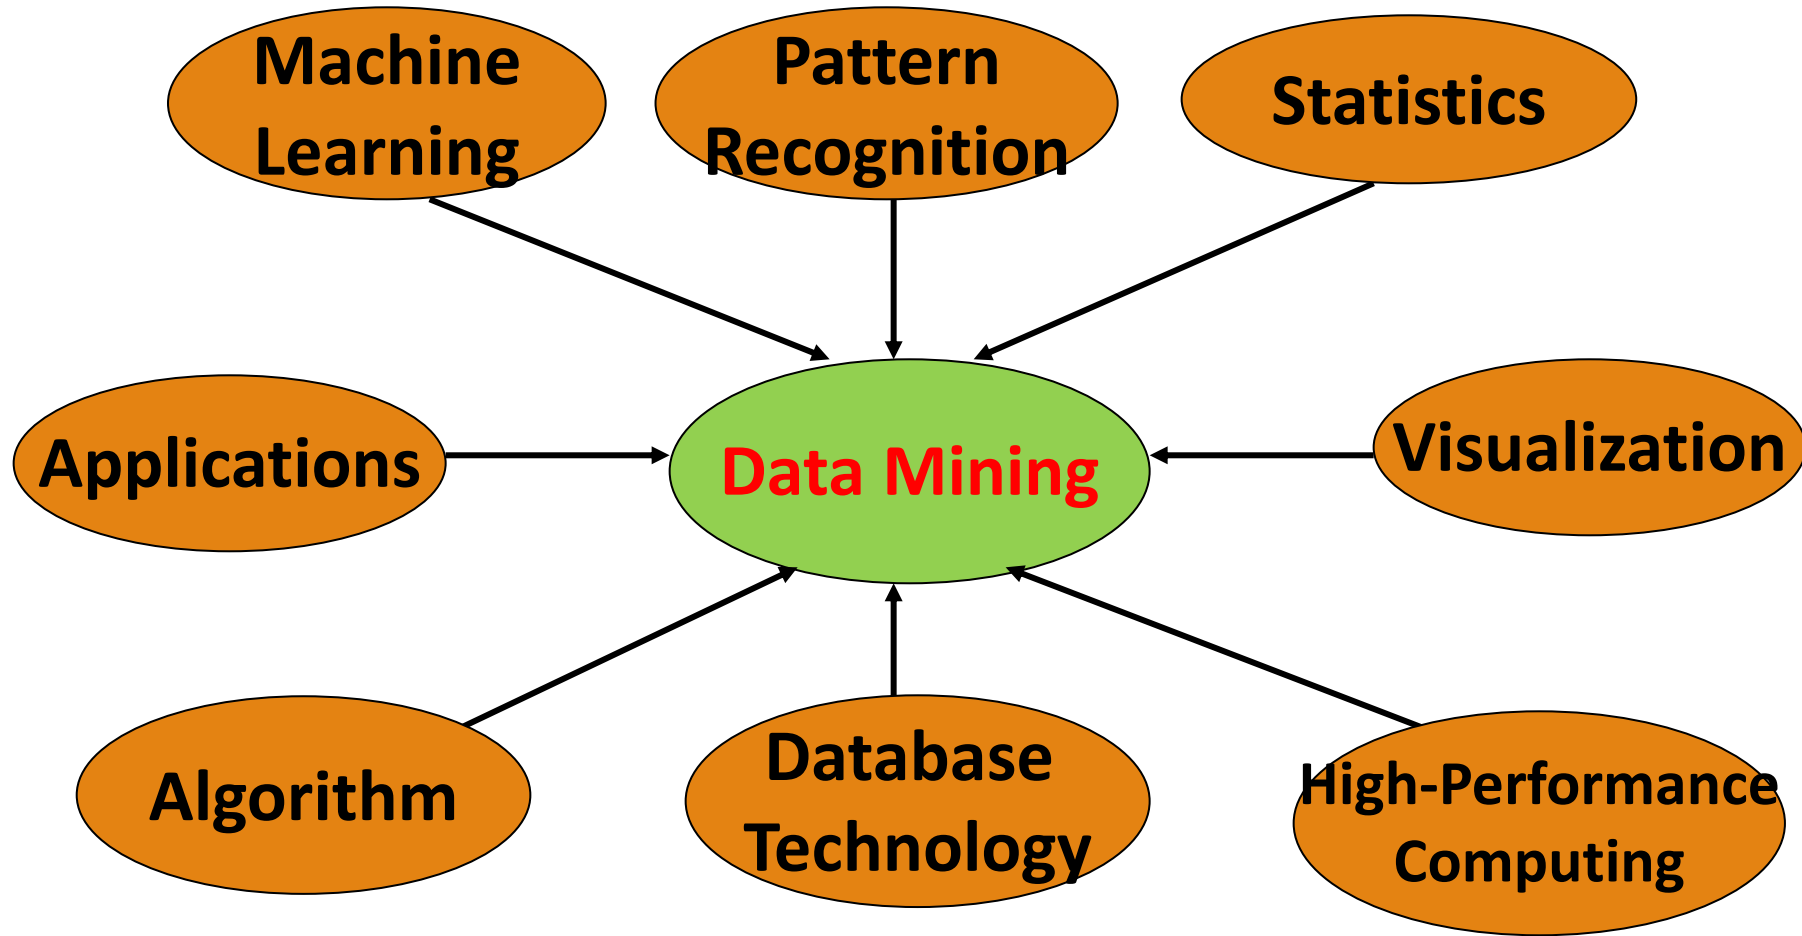 Machine
Learning
Pattern
Recognition
Statistics
Applications
Data Mining
Visualization
Algorithm
Database
Technology
High-Performance
Computing